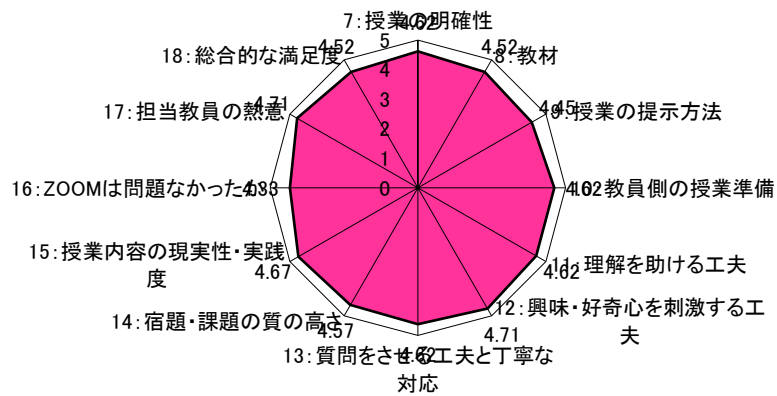 7：授業の明確性
4.62
8：教材
4.52
9：授業の提示方法
4.45
10：教員側の授業準備
4.62
11：理解を助ける工夫
4.62
12：興味・好奇心を刺激する工
夫
4.71
13：質問をさせる工夫と丁寧な
対応
4.62
14：宿題・課題の質の高さ
4.57
15：授業内容の現実性・実践
度
4.67
16：ZOOMは問題なかったか
4.33
17：担当教員の熱意
4.71
18：総合的な満足度
4.52
5
4
3
2
1
0